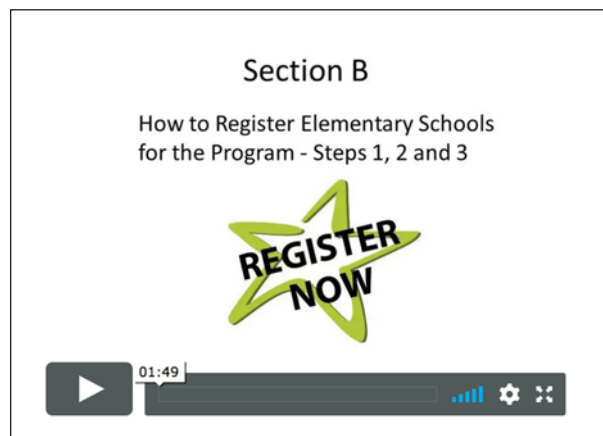 Section B
How to Register Elementary Schools
for the Program - Steps 1, 2 and 3
REGISTER
NOW
01:49